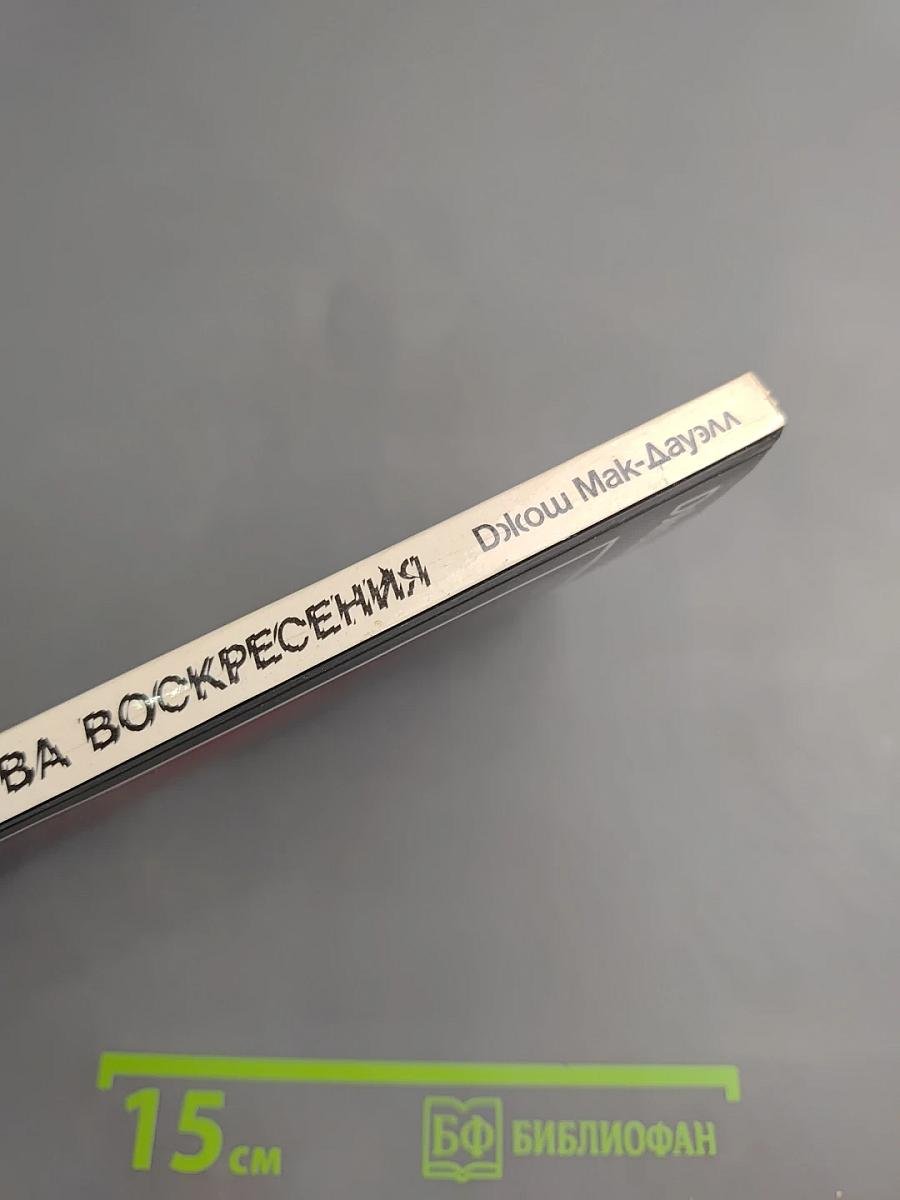 ВА ВОСКРЕСЕНИЯ Джош Мак-Дауэлл
15 см
БФ БИБЛИОФАН